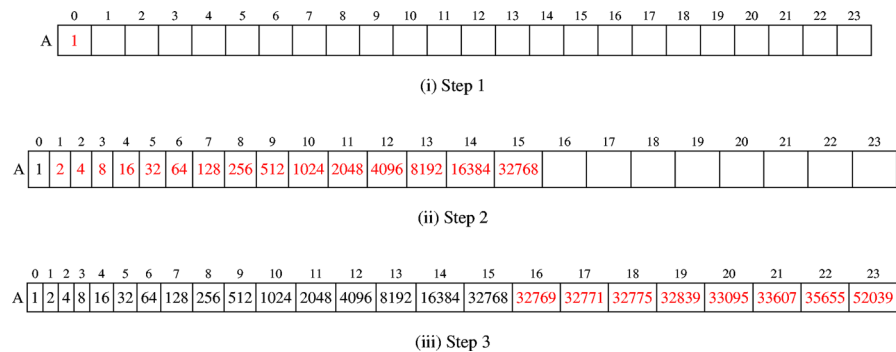 0 1 2 3 4 5 6 7 8 9 10 11 12 13 14 15 16 17 18 19 20 21 22 23
A 1
(i) Step 1
0 1 2 3 4 5 6 7 8 9 10 11 12 13 14 15 16 17 18 19 20 21 22 23
A 1 2 4 8 16 32 64 128 256 512 1024 2048 4096 8192 16384 32768
(ii) Step 2
0 1 2 3 4 5 6 7 8 9 10 11 12 13 14 15 16 17 18 19 20 21 22 23
A 1 2 4 8 16 32 64 128 256 512 1024 2048 4096 8192 16384 32768 32769 32771 32775 32839 33095 33607 35655 52039
(iii) Step 3